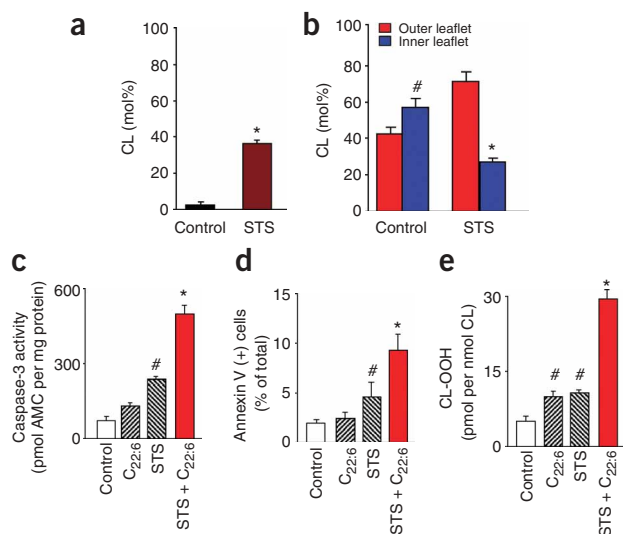 a
CL (mol%)
100
80
60
40
20
0
*
Control
STS
b
Outer leaflet
Inner leaflet
CL (mol%)
100
80
60
40
20
0
#
*
Control
STS
c
Caspase-3 activity
(pmol AMC per mg protein)
600
300
0
#
*
Control
C22:6
STS
STS + C22:6
d
Annexin V (+) cells
(% of total)
15
10
5
0
#
*
Control
C22:6
STS
STS + C22:6
e
CL-OOH
(pmol per nmol CL)
30
15
0
#
#
*
Control
C22:6
STS
STS + C22:6